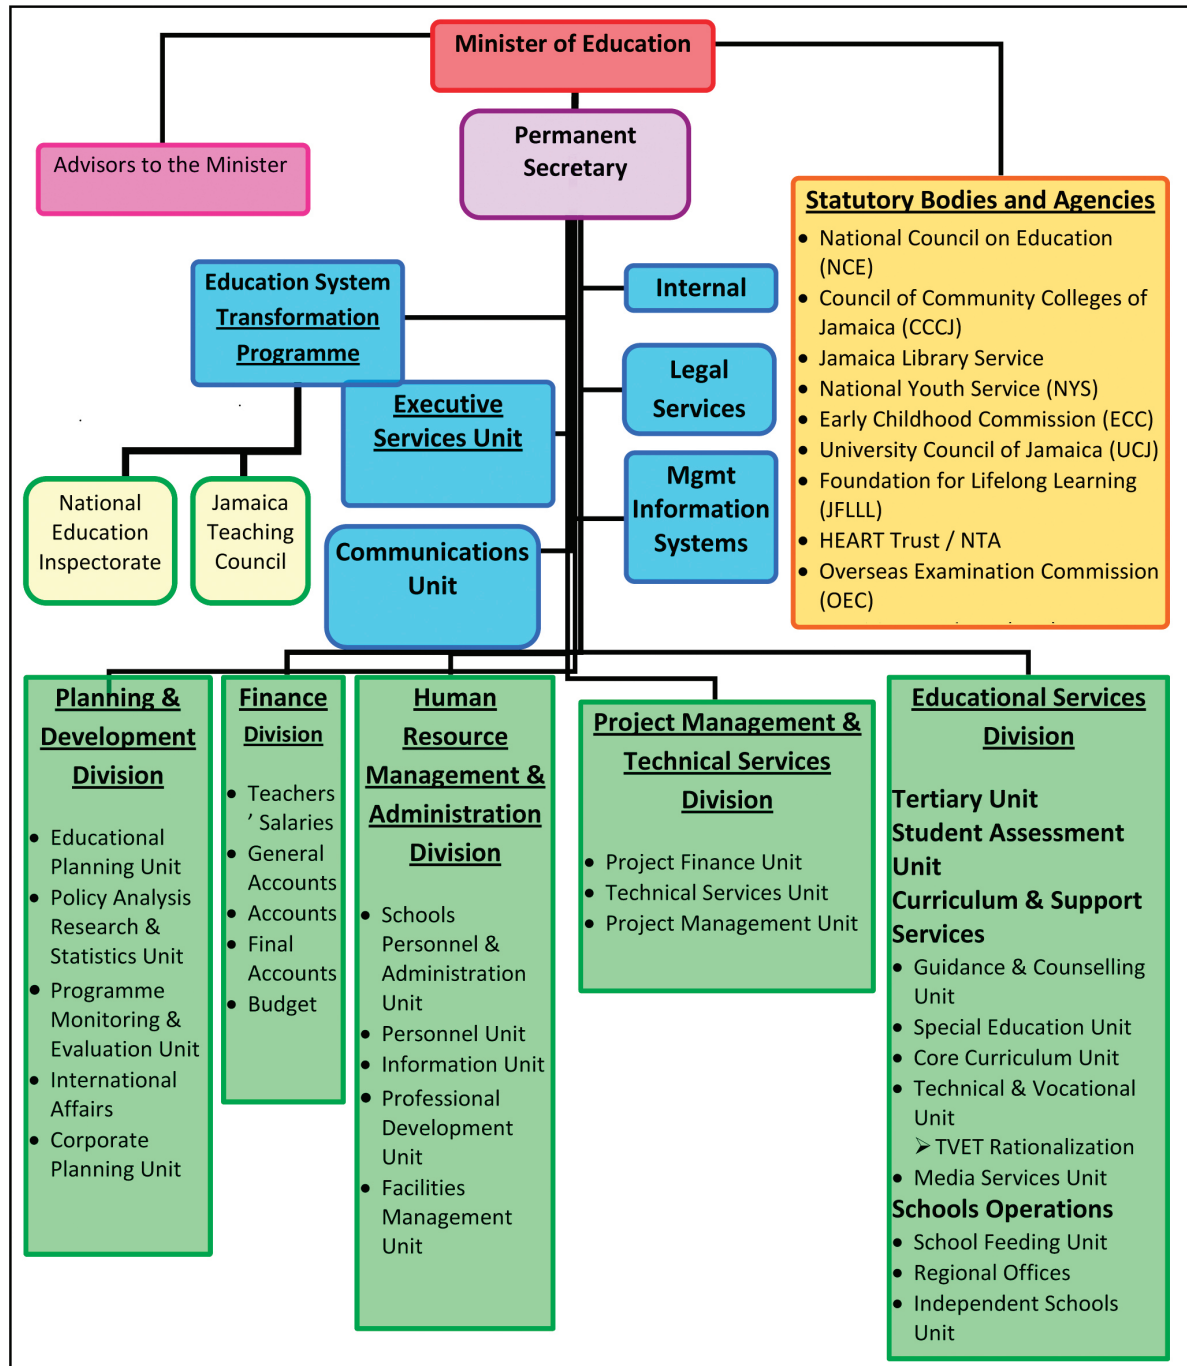 Minister of Education
Permanent
Secretary
Advisors to the Minister
Statutory Bodies and Agencies
• National Council on Education
(NCE)
• Council of Community Colleges of
Jamaica (CCCJ)
• Jamaica Library Service
• National Youth Service (NYS)
• Early Childhood Commission (ECC)
• University Council of Jamaica (UCJ)
• Foundation for Lifelong Learning
(JFLLL)
• HEART Trust / NTA
• Overseas Examination Commission
(OEC)
Education System
Transformation
Programme
Internal
Legal
Services
Executive
Services Unit
Mgmt
Information
Systems
National
Education
Inspectorate
Jamaica
Teaching
Council
Communications
Unit
Planning &
Development
Division
• Educational
Planning Unit
• Policy Analysis
Research &
Statistics Unit
• Programme
Monitoring &
Evaluation Unit
• International
Affairs
• Corporate
Planning Unit
Finance
Division
• Teachers
’ Salaries
• General
Accounts
• Accounts
• Final
Accounts
• Budget
Human
Resource
Management &
Administration
Division
• Schools
Personnel &
Administration
Unit
• Personnel Unit
• Information Unit
• Professional
Development
Unit
• Facilities
Management
Unit
Project Management &
Technical Services
Division
• Project Finance Unit
• Technical Services Unit
• Project Management Unit
Educational Services
Division
Tertiary Unit
Student Assessment
Unit
Curriculum & Support
Services
• Guidance & Counselling
Unit
• Special Education Unit
• Core Curriculum Unit
• Technical & Vocational
Unit
➢ TVET Rationalization
• Media Services Unit
Schools Operations
• School Feeding Unit
• Regional Offices
• Independent Schools
Unit